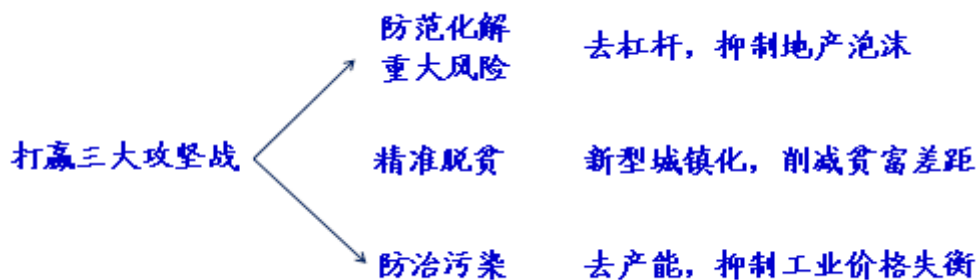 防范化解
重大风险
去杠杆，抑制地产泡沫
打赢三大攻坚战
精准脱贫
新型城镇化，削减贫富差距
防治污染
去产能，抑制工业价格失衡